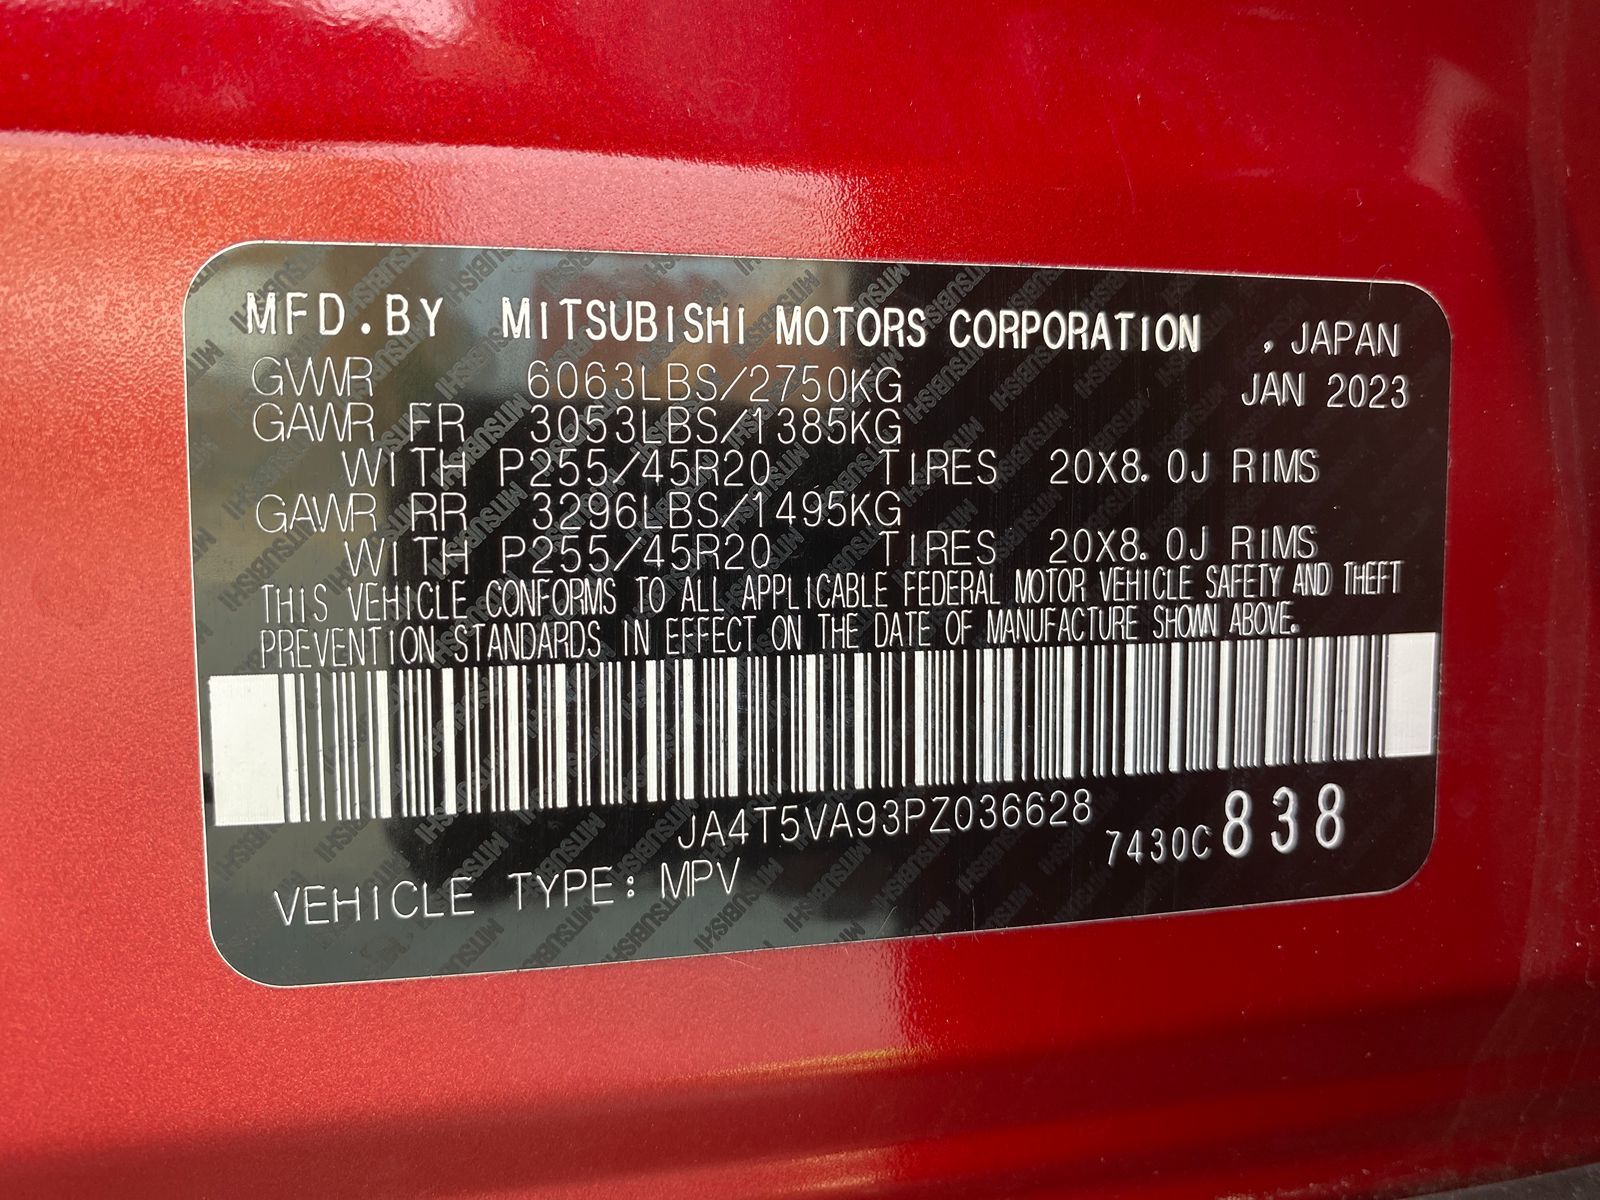 MFD.BY MITSUBISHI MOTORS CORPORATION , JAPAN
GVWR 6063LBS/2750KG JAN 2023
GAWR FR 3053LBS/1385KG
WITH P255/45R20 TIRES 20X8.0J RIMS
GAWR RR 3296LBS/1495KG
WITH P255/45R20 TIRES 20X8.0J RIMS
THIS VEHICLE CONFORMS TO ALL APPLICABLE FEDERAL MOTOR VEHICLE SAFETY AND THEFT
PREVENTION STANDARDS IN EFFECT ON THE DATE OF MANUFACTURE SHOWN ABOVE.
JA4T5VA93PZ036628 7430C 838
VEHICLE TYPE: MPV